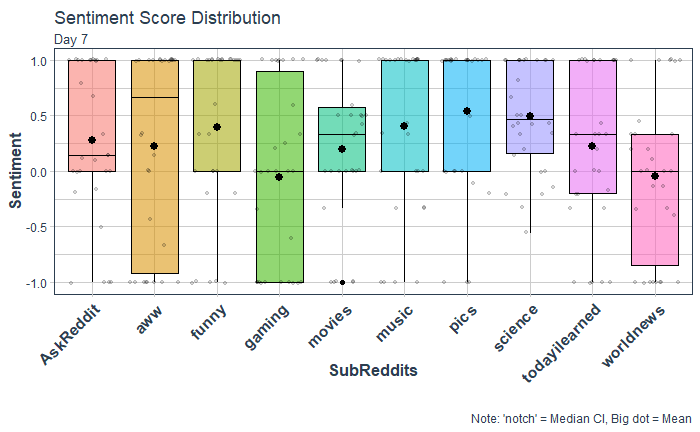 Sentiment Score Distribution
Day 7
Sentiment
1.0
0.5
0.0
-0.5
-1.0
AskReddit
aww
funny
gaming
movies
music
pics
science
todayilearned
worldnews
SubReddits
Note: 'notch' = Median CI, Big dot = Mean